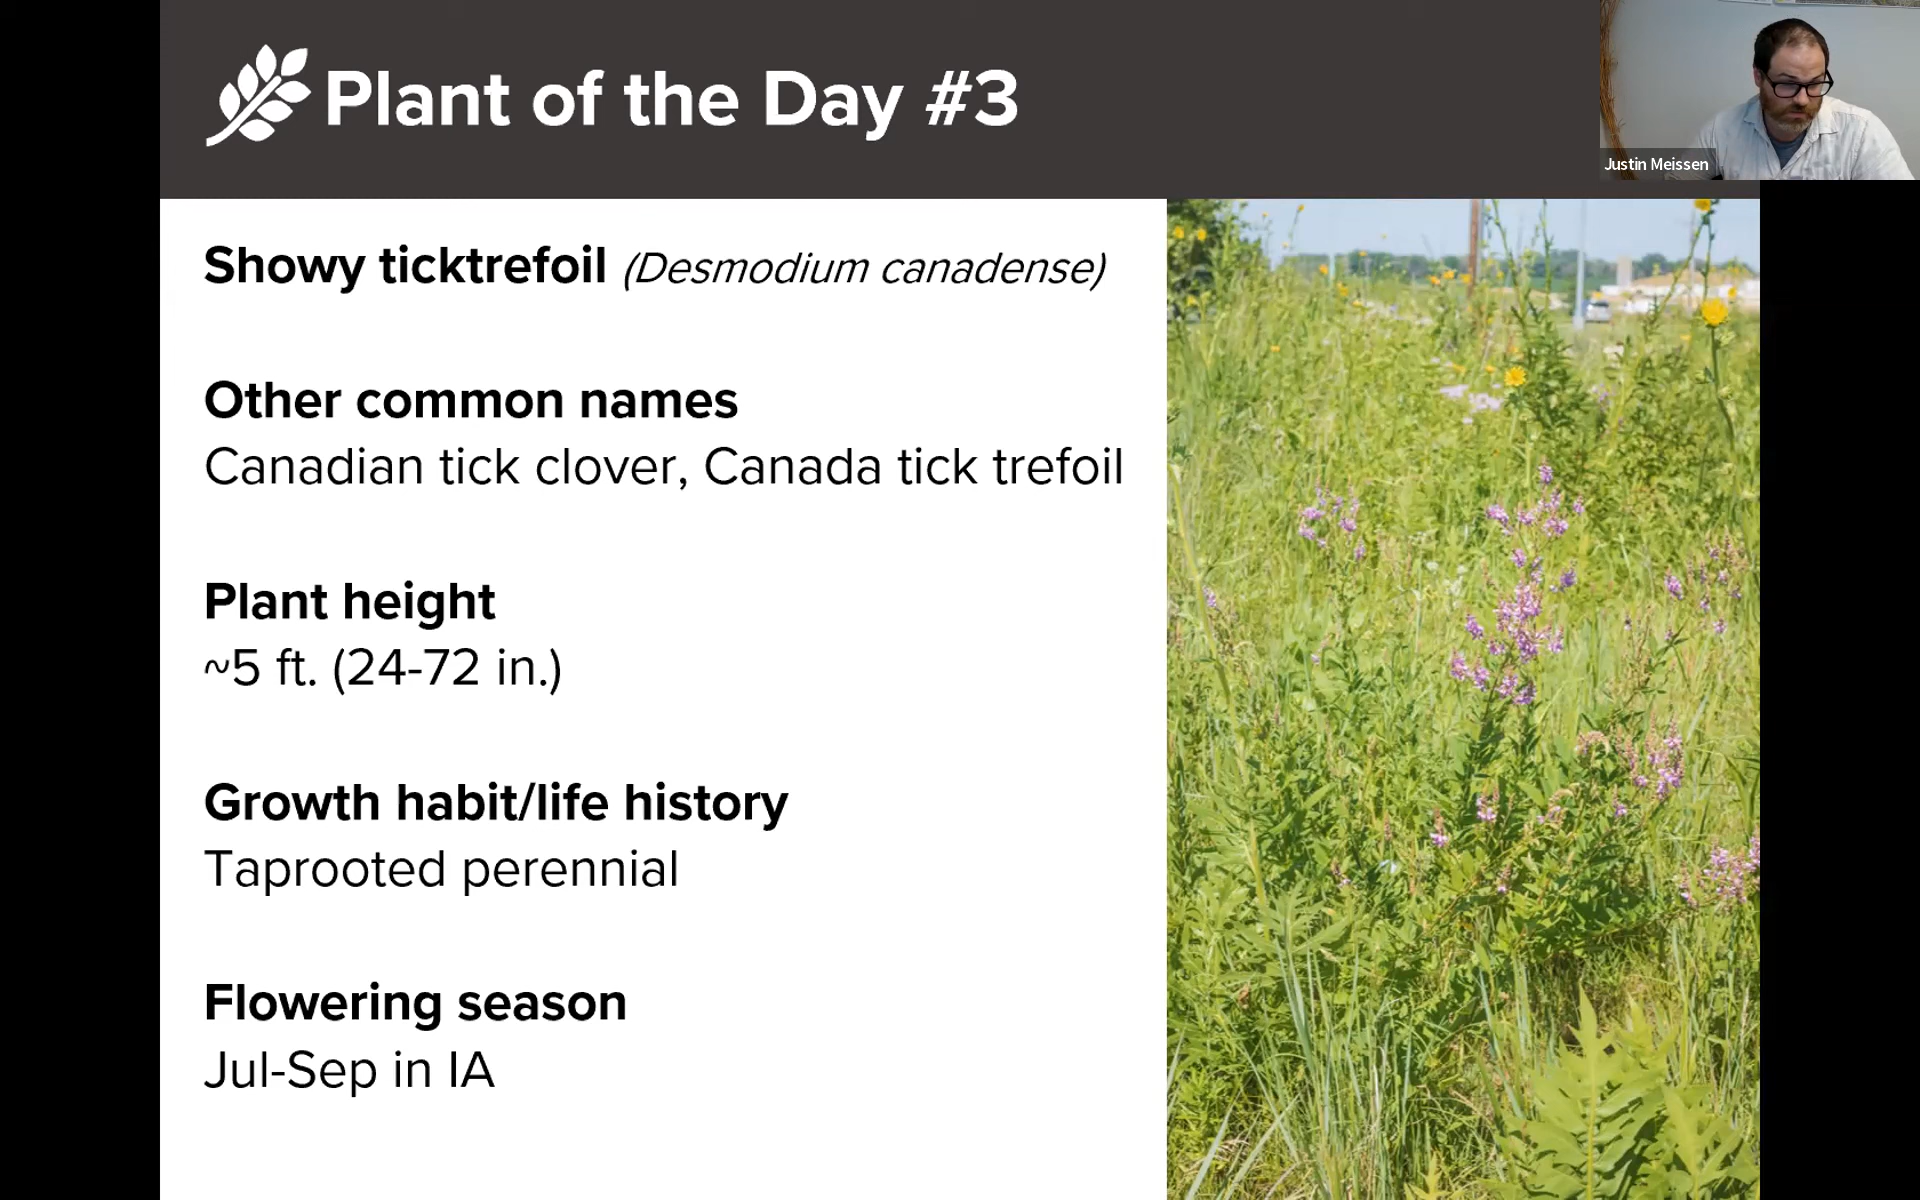 Plant of the Day #3
Justin Meissen
Showy ticktrefoil (Desmodium canadense)
Other common names
Canadian tick clover, Canada tick trefoil
Plant height
~5 ft. (24-72 in.)
Growth habit/life history
Taprooted perennial
Flowering season
Jul-Sep in IA